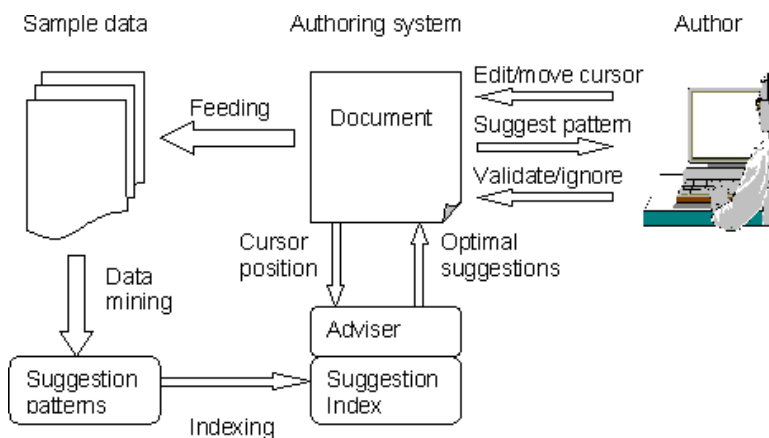 Sample data
Authoring system
Author
Edit/move cursor
Feeding
Document
Suggest pattern
Validate/ignore
Cursor
position
Optimal
suggestions
Data
mining
Adviser
Suggestion
patterns
Suggestion
Index
Indexing